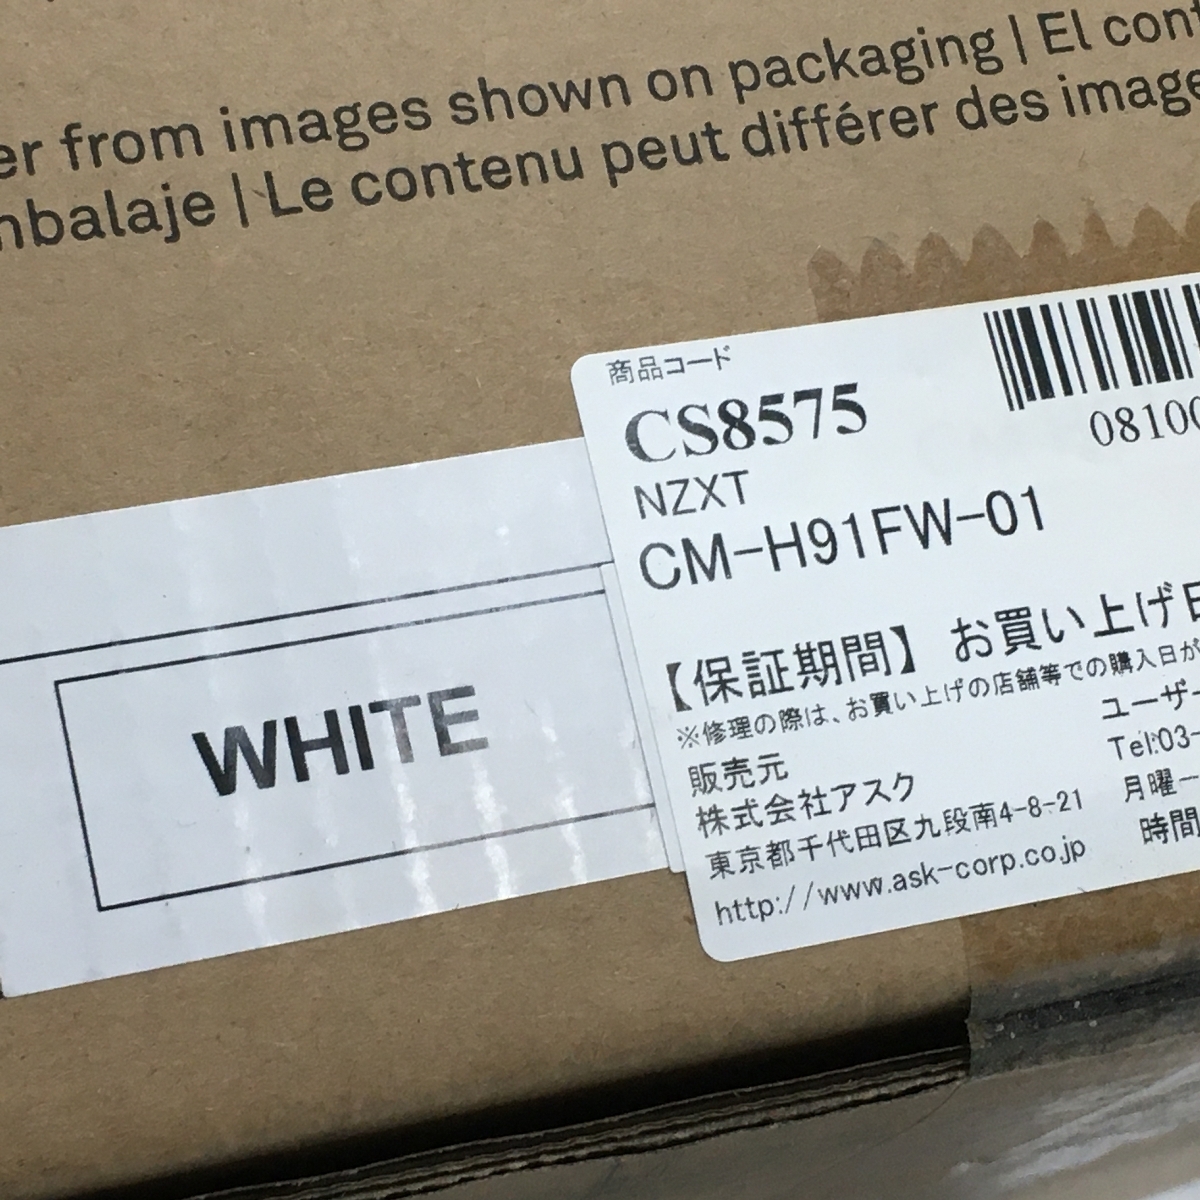 er from images shown on packaging | El cont
mbalaje | Le contenu peut différer des image
商品コード
CS8575
08100
NZXT
CM-H91FW-01
【保証期間】 お買い上げ日
※修理の際は、お買い上げの店舗等での購入日が
販売元
株式会社アスク
東京都千代田区九段南4-8-21
http://www.ask-corp.co.jp
ユーザー
Tel:03-
月曜一
時間
WHITE